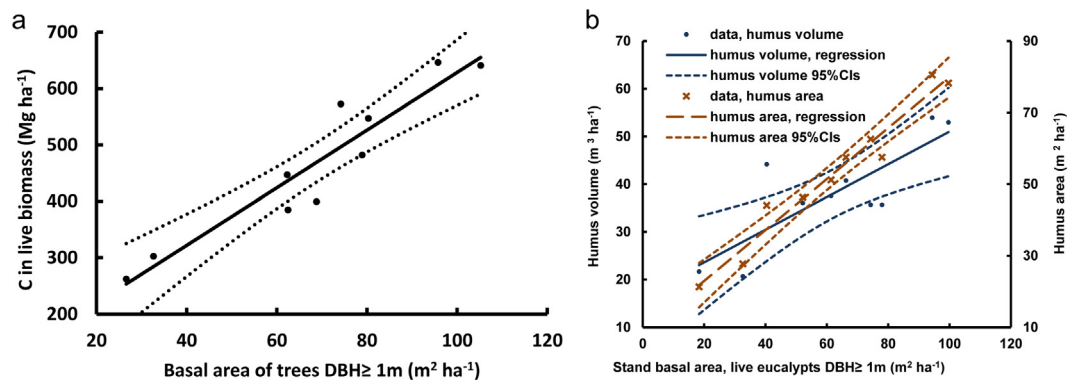 a
700
600
500
400
300
200
C in live biomass (Mg ha-1)
20 40 60 80 100
Basal area of trees DBH≥ 1m (m2 ha-1)
b
data, humus volume
humus volume, regression
humus volume 95%CIs
data, humus area
humus area, regression
humus area 95%CIs
70
60
50
40
30
20
10
Humus volume (m 3 ha-1)
90
70
50
30
10
Humus area (m 2 ha-1)
0 20 40 60 80 100 120
Stand basal area, live eucalypts DBH≥ 1m (m2 ha-1)